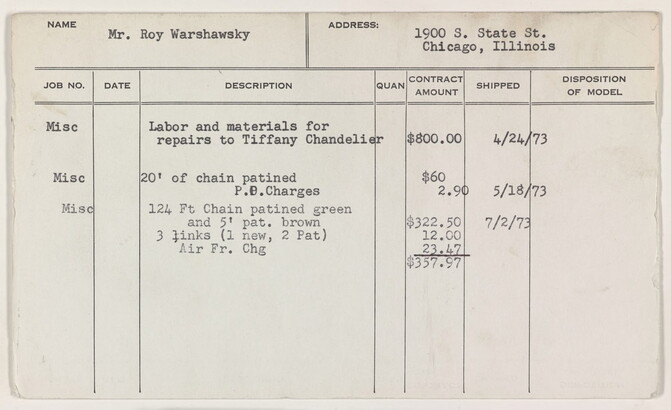 NAME Mr. Roy Warshawsky ADDRESS: 1900 S. State St.
Chicago, Illinois
JOB NO. DATE DESCRIPTION QUAN CONTRACT AMOUNT SHIPPED DISPOSITION OF MODEL
Misc Labor and materials for
repairs to Tiffany Chandelier $800.00 4/24/73
Misc 20' of chain patined $60
P.O.Charges 2.90 5/18/73
Misc 124 Ft Chain patined green
and 5' pat. brown $322.50 7/2/73
3 links (1 new, 2 Pat) 12.00
Air Fr. Chg 23.47
$357.97